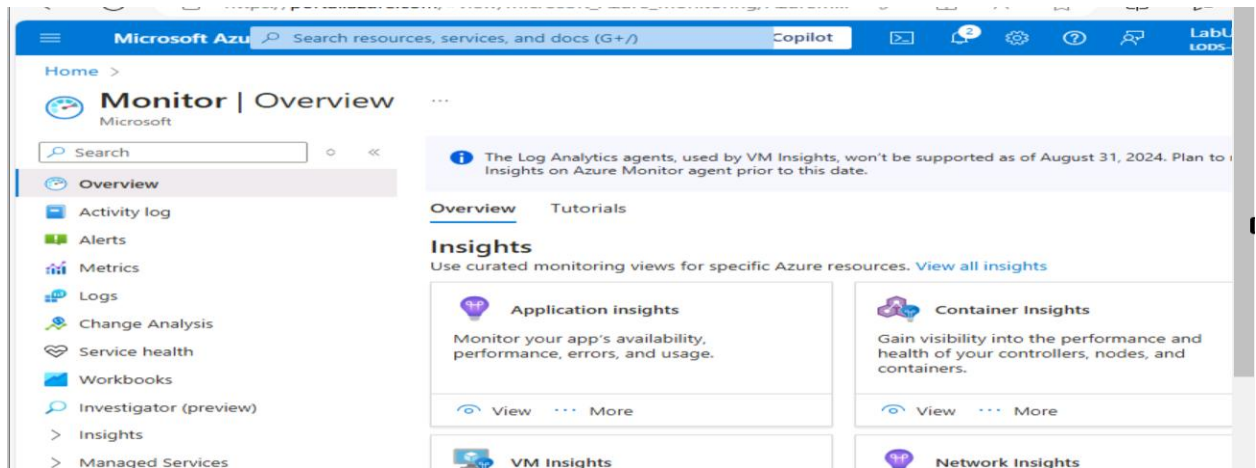 Microsoft Azu
Search resources, services, and docs (G+/)
Copilot
2
LabU
LODS-
Home >
Monitor | Overview ...
Microsoft
Search
The Log Analytics agents, used by VM Insights, won't be supported as of August 31, 2024. Plan to
Insights on Azure Monitor agent prior to this date.
Overview
Activity log
Alerts
Metrics
Logs
Change Analysis
Service health
Workbooks
Investigator (preview)
> Insights
> Managed Services
Overview Tutorials
Insights
Use curated monitoring views for specific Azure resources. View all insights
Application insights
Monitor your app's availability,
performance, errors, and usage.
View ... More
Container Insights
Gain visibility into the performance and
health of your controllers, nodes, and
containers.
View ... More
VM Insights
Network Insights